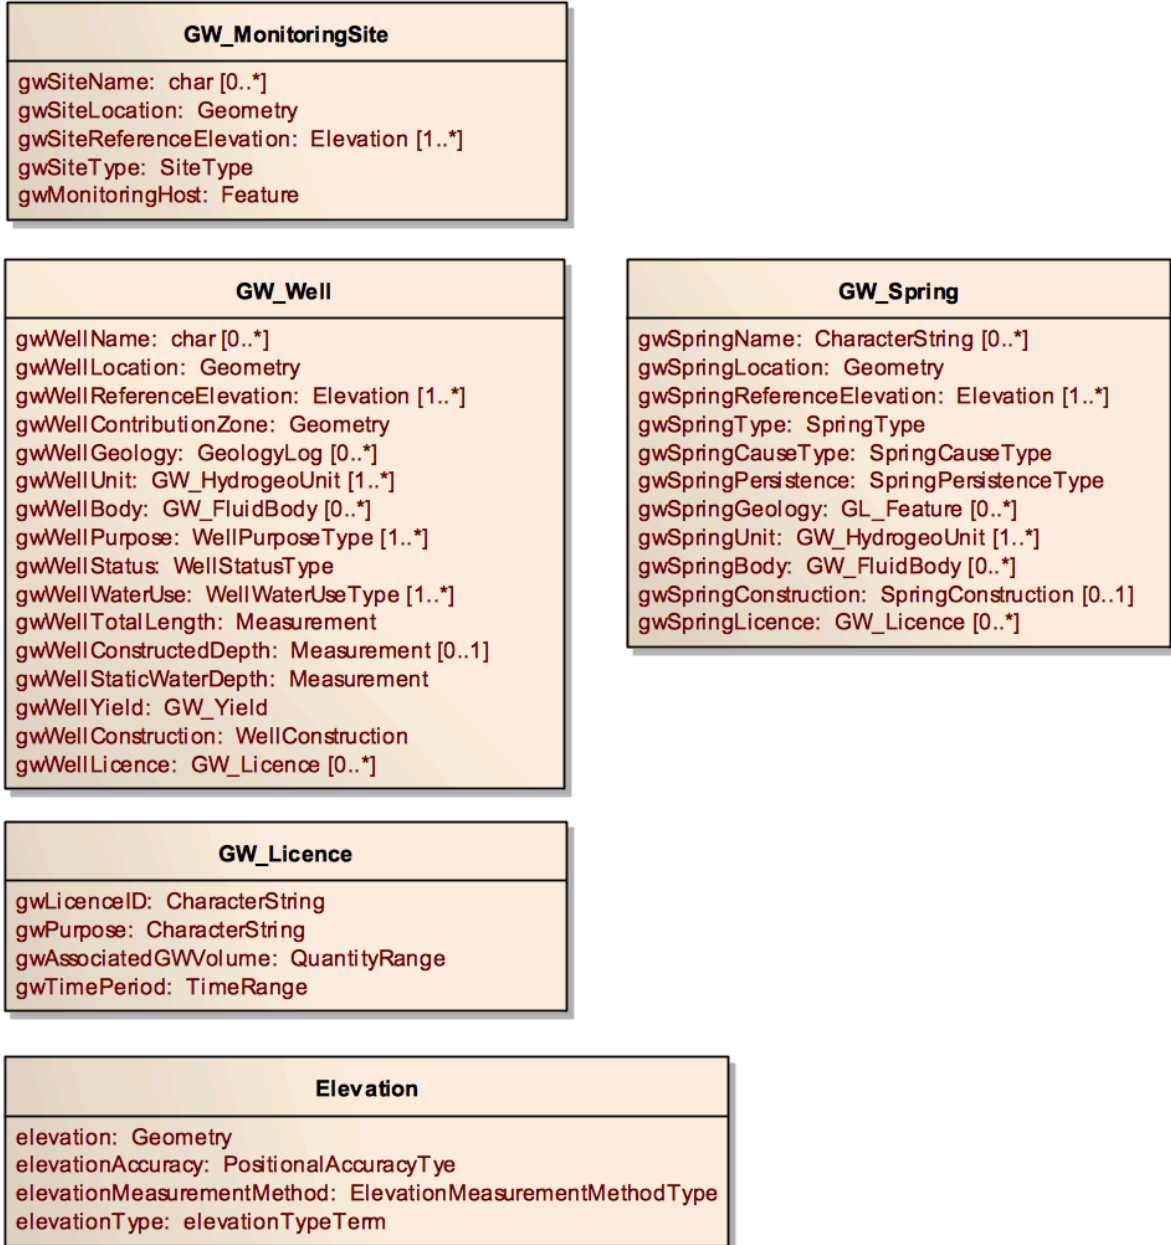 GW_MonitoringSite
gwSiteName: char [0..*]
gwSiteLocation: Geometry
gwSiteReferenceElevation: Elevation [1..*]
gwSiteType: SiteType
gwMonitoringHost: Feature
GW_Well
gwWellName: char [0..*]
gwWellLocation: Geometry
gwWellReferenceElevation: Elevation [1..*]
gwWellContributionZone: Geometry
gwWellGeology: GeologyLog [0..*]
gwWellUnit: GW_HydrogeoUnit [1..*]
gwWellBody: GW_FluidBody [0..*]
gwWellPurpose: WellPurposeType [1..*]
gwWellStatus: WellStatusType
gwWellWaterUse: WellWaterUseType [1..*]
gwWellTotalLength: Measurement
gwWellConstructedDepth: Measurement [0..1]
gwWellStaticWaterDepth: Measurement
gwWellYield: GW_Yield
gwWellConstruction: WellConstruction
gwWellLicence: GW_Licence [0..*]
GW_Spring
gwSpringName: CharacterString [0..*]
gwSpringLocation: Geometry
gwSpringReferenceElevation: Elevation [1..*]
gwSpringType: SpringType
gwSpringCauseType: SpringCauseType
gwSpringPersistence: SpringPersistenceType
gwSpringGeology: GL_Feature [0..*]
gwSpringUnit: GW_HydrogeoUnit [1..*]
gwSpringBody: GW_FluidBody [0..*]
gwSpringConstruction: SpringConstruction [0..1]
gwSpringLicence: GW_Licence [0..*]
GW_Licence
gwLicenceID: CharacterString
gwPurpose: CharacterString
gwAssociatedGWVolume: QuantityRange
gwTimePeriod: TimeRange
Elevation
elevation: Geometry
elevationAccuracy: PositionalAccuracyTye
elevationMeasurementMethod: ElevationMeasurementMethodType
elevationType: elevationTypeTerm